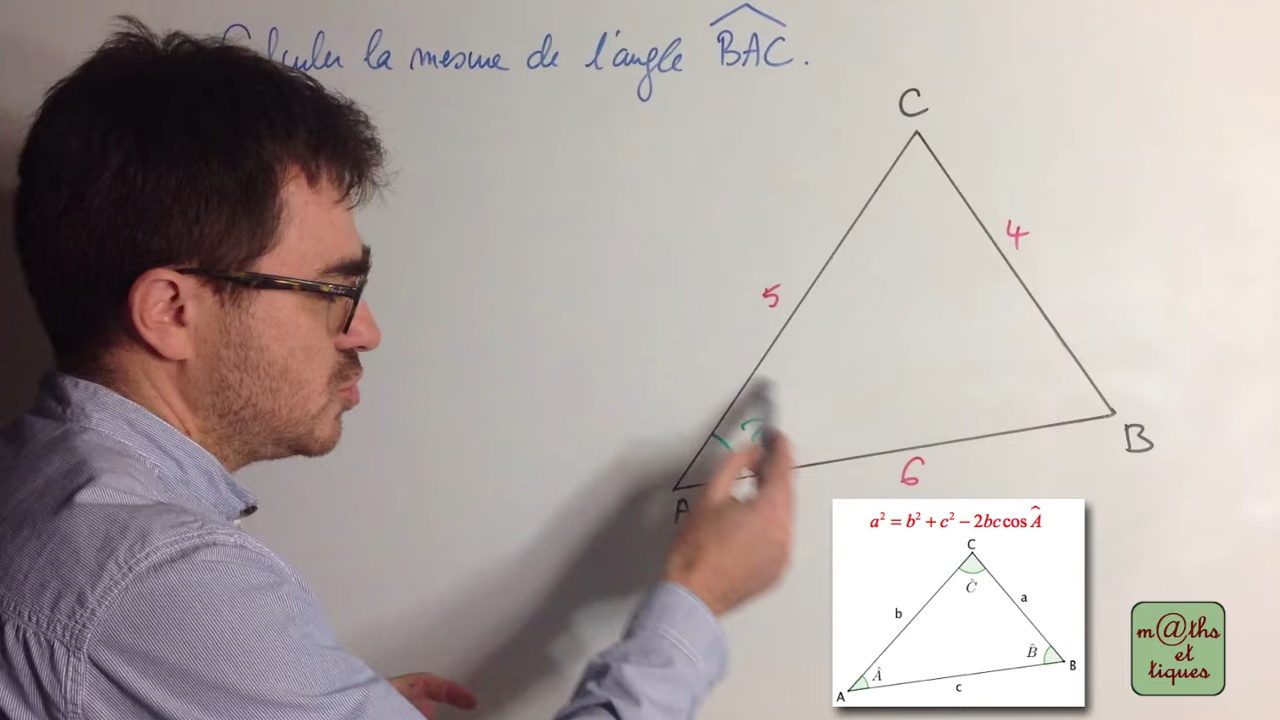 la mesure de l'angle BAC.
C
4
5
?
B
6
A
a² = b² + c² – 2bc cos Â
C
Ĉ
b
a
B̂
B
Â
A
c
m@ths
et
tiques